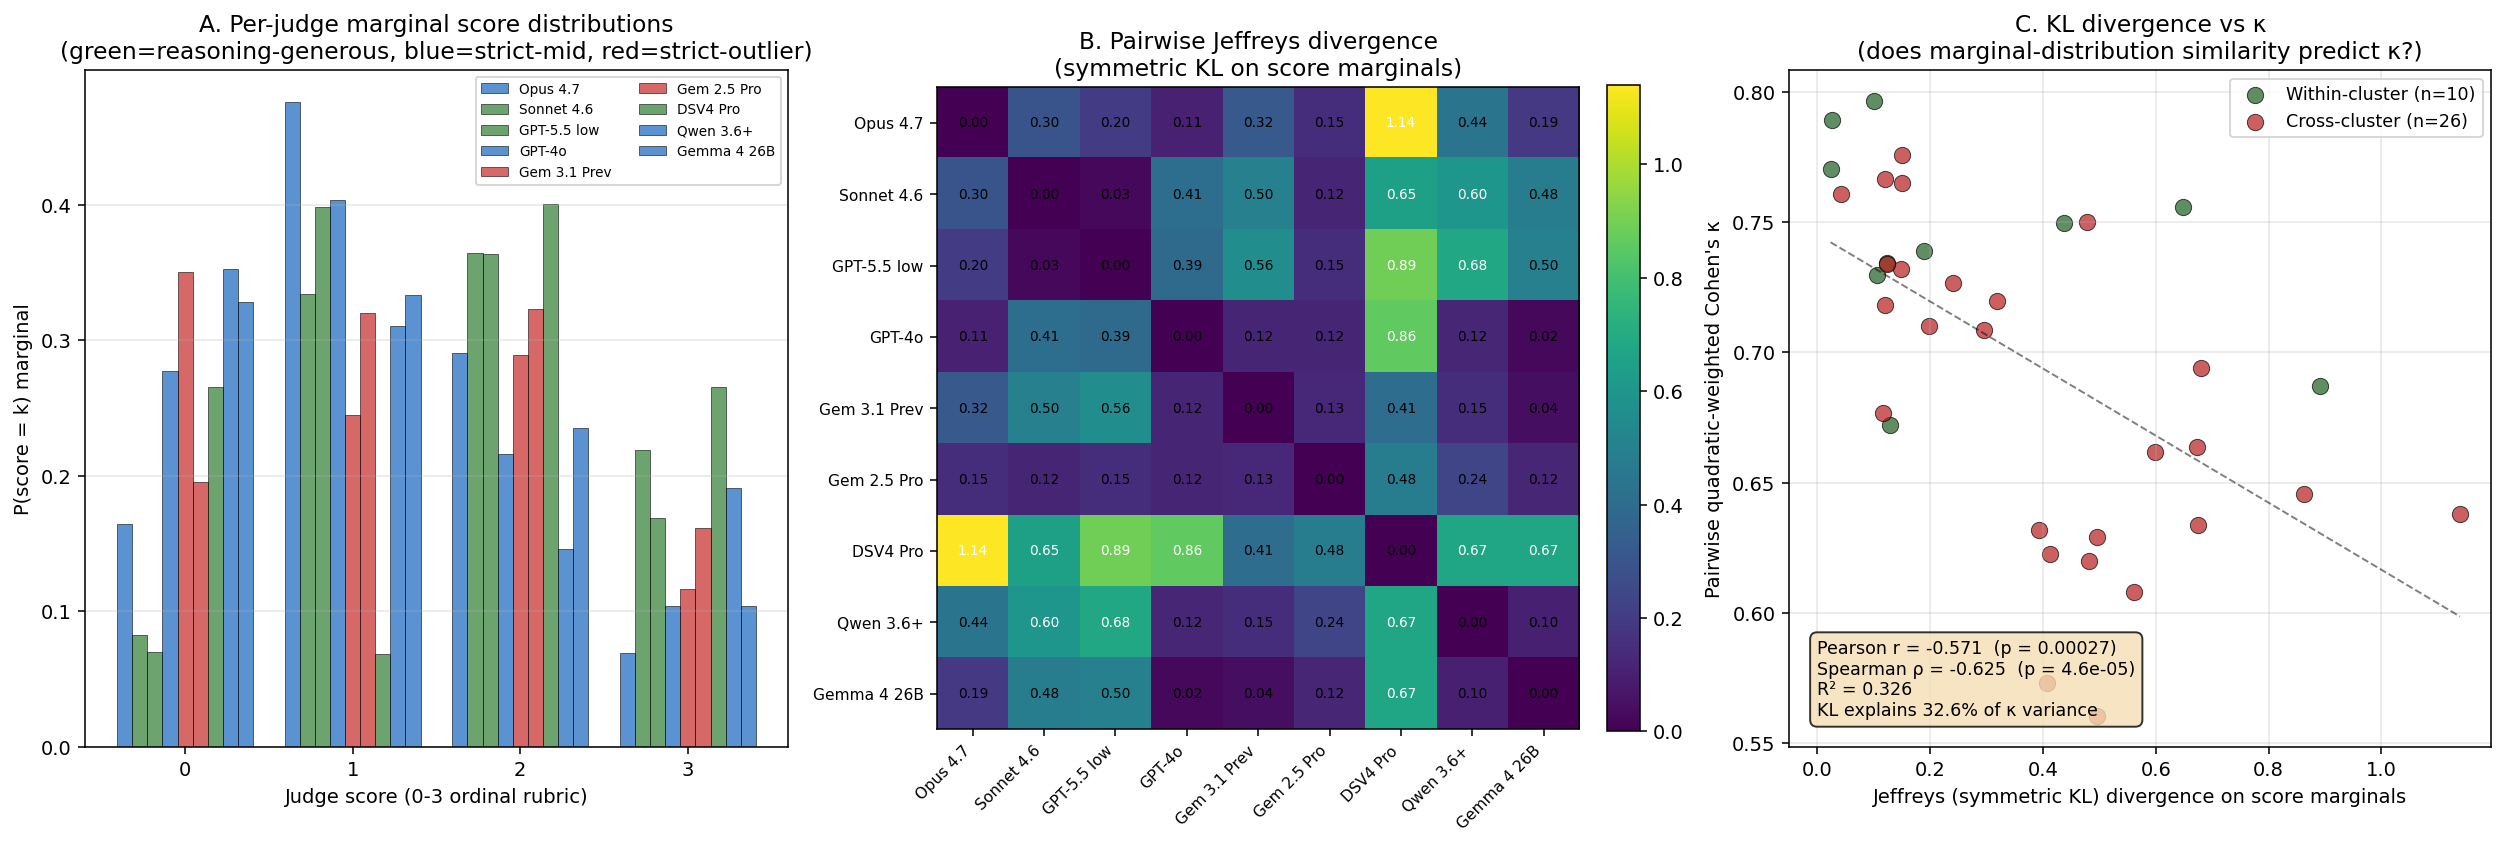 A. Per-judge marginal score distributions
(green=reasoning-generous, blue=strict-mid, red=strict-outlier)
Opus 4.7
Sonnet 4.6
GPT-5.5 low
GPT-4o
Gem 3.1 Prev
Gem 2.5 Pro
DSV4 Pro
Qwen 3.6+
Gemma 4 26B
P(score = k) marginal
0.4
0.3
0.2
0.1
0.0
0 1 2 3
Judge score (0-3 ordinal rubric)
B. Pairwise Jeffreys divergence
(symmetric KL on score marginals)
Opus 4.7 0.00 0.30 0.20 0.11 0.32 0.15 1.14 0.44 0.19
Sonnet 4.6 0.30 0.00 0.03 0.41 0.50 0.12 0.65 0.60 0.48
GPT-5.5 low 0.20 0.03 0.00 0.39 0.56 0.15 0.89 0.68 0.50
GPT-4o 0.11 0.41 0.39 0.00 0.12 0.12 0.86 0.12 0.02
Gem 3.1 Prev 0.32 0.50 0.56 0.12 0.00 0.13 0.41 0.15 0.04
Gem 2.5 Pro 0.15 0.12 0.15 0.12 0.13 0.00 0.48 0.24 0.12
DSV4 Pro 1.14 0.65 0.89 0.86 0.41 0.48 0.00 0.67 0.67
Qwen 3.6+ 0.44 0.60 0.68 0.12 0.15 0.24 0.67 0.00 0.10
Gemma 4 26B 0.19 0.48 0.50 0.02 0.04 0.12 0.67 0.10 0.00
Opus 4.7
Sonnet 4.6
GPT-5.5 low
GPT-4o
Gem 3.1 Prev
Gem 2.5 Pro
DSV4 Pro
Qwen 3.6+
Gemma 4 26B
1.0
0.8
0.6
0.4
0.2
0.0
C. KL divergence vs κ
(does marginal-distribution similarity predict κ?)
Within-cluster (n=10)
Cross-cluster (n=26)
Pairwise quadratic-weighted Cohen's κ
0.80
0.75
0.70
0.65
0.60
0.55
Pearson r = -0.571 (p = 0.00027)
Spearman ρ = -0.625 (p = 4.6e-05)
R² = 0.326
KL explains 32.6% of κ variance
0.0 0.2 0.4 0.6 0.8 1.0
Jeffreys (symmetric KL) divergence on score marginals